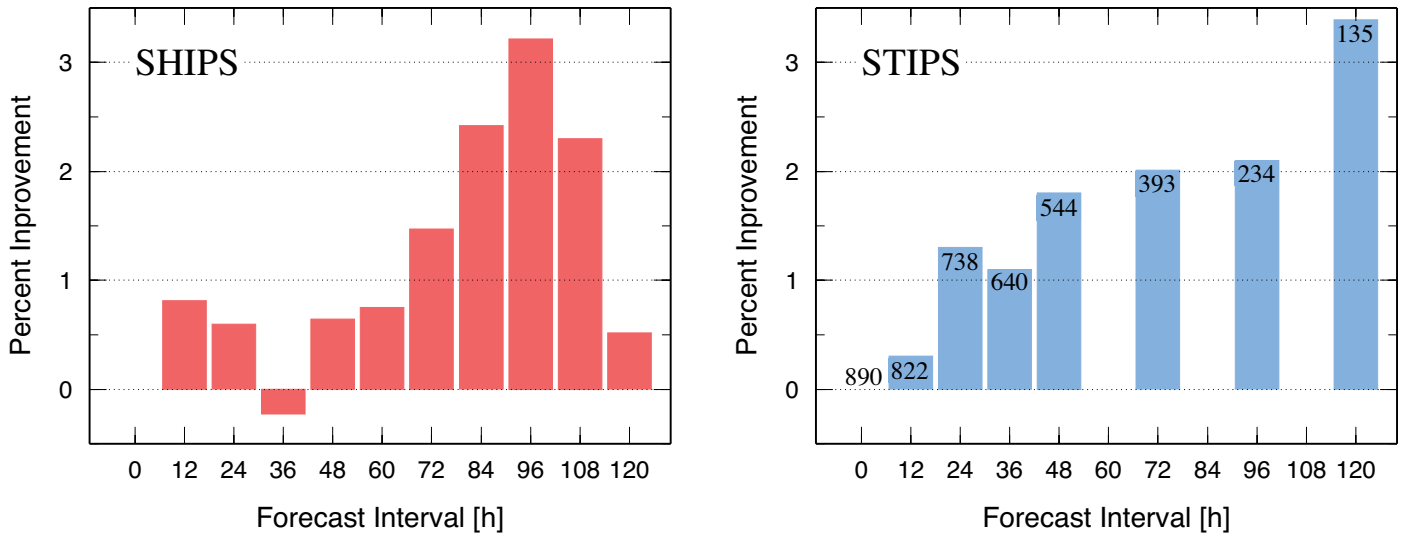 SHIPS
Percent Inprovement
3
2
1
0
0 12 24 36 48 60 72 84 96 108 120
Forecast Interval [h]
STIPS
Percent Inprovement
3
2
1
0
890 822 738 640 544 393 234 135
0 12 24 36 48 60 72 84 96 108 120
Forecast Interval [h]